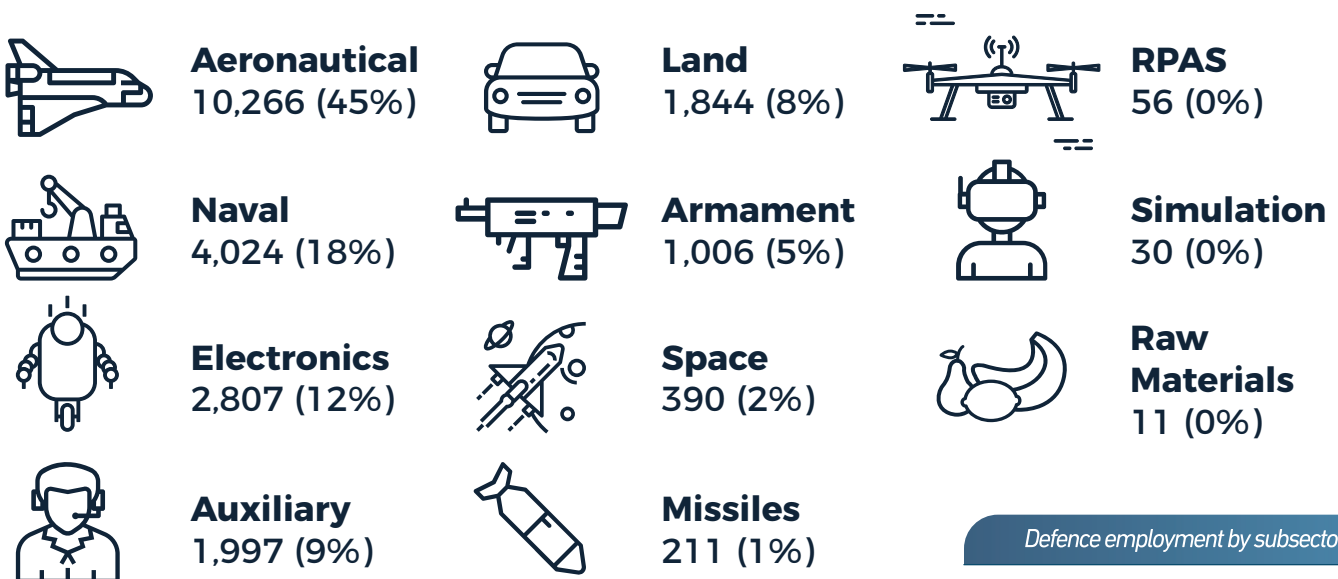 Aeronautical
10,266 (45%)
Naval
4,024 (18%)
Electronics
2,807 (12%)
Auxiliary
1,997 (9%)
Land
1,844 (8%)
Armament
1,006 (5%)
Space
390 (2%)
Missiles
211 (1%)
RPAS
56 (0%)
Simulation
30 (0%)
Raw
Materials
11 (0%)
Defence employment by subsecto